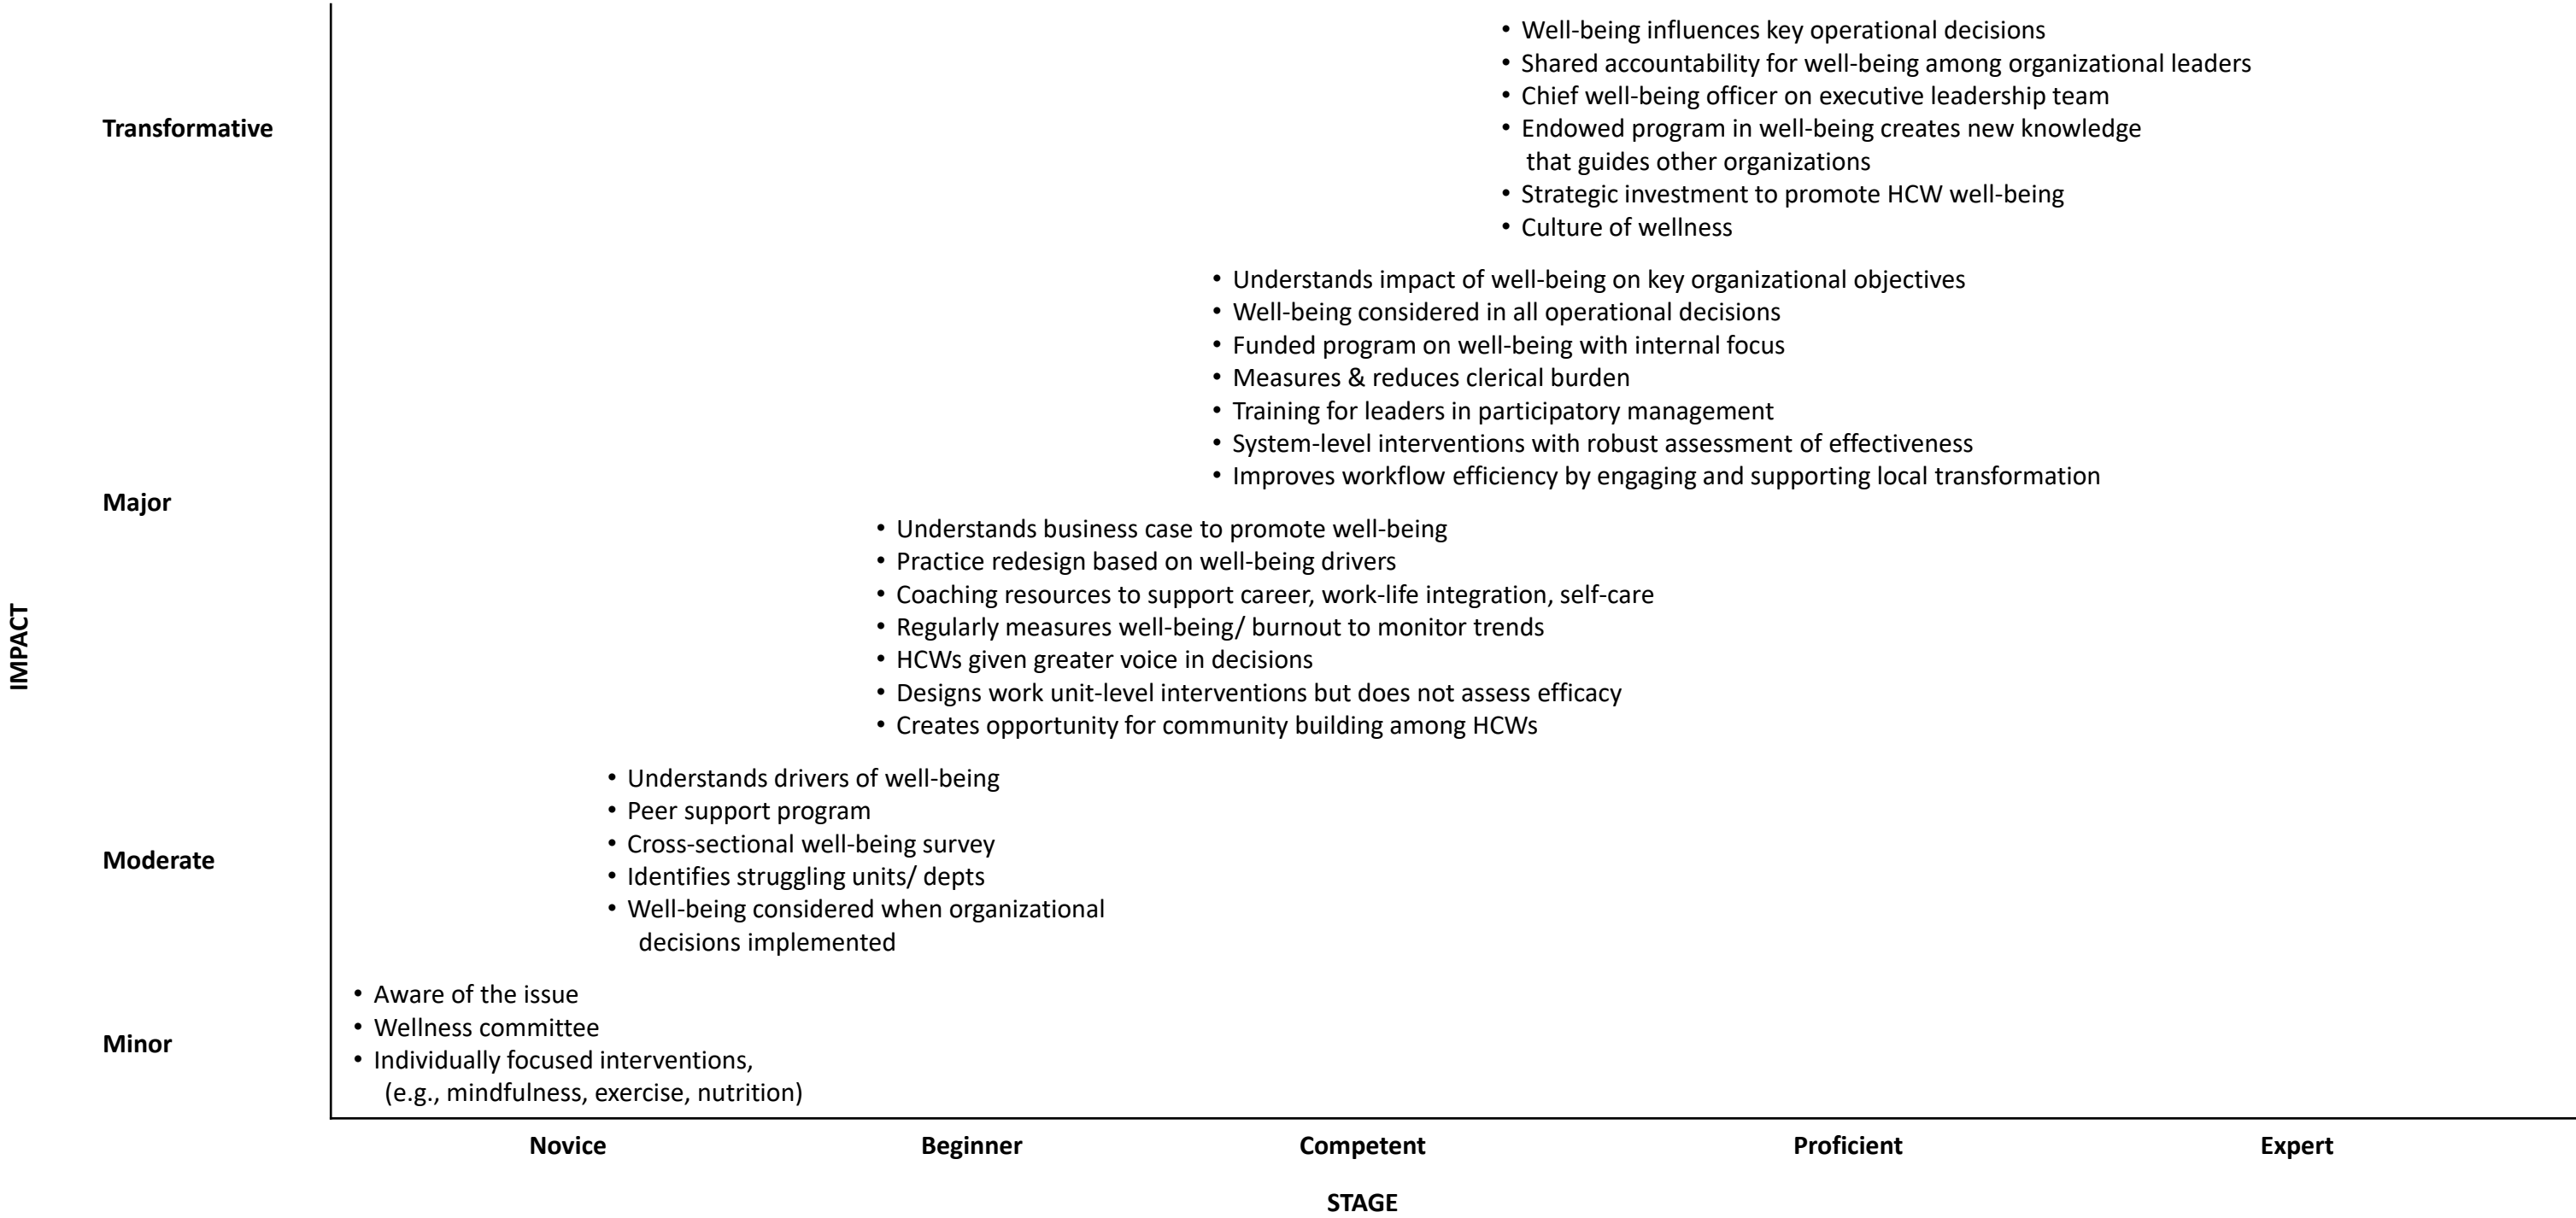 • Well-being influences key operational decisions
• Shared accountability for well-being among organizational leaders
• Chief well-being officer on executive leadership team
• Endowed program in well-being creates new knowledge
that guides other organizations
• Strategic investment to promote HCW well-being
• Culture of wellness
Transformative
• Understands impact of well-being on key organizational objectives
• Well-being considered in all operational decisions
• Funded program on well-being with internal focus
• Measures & reduces clerical burden
• Training for leaders in participatory management
• System-level interventions with robust assessment of effectiveness
• Improves workflow efficiency by engaging and supporting local transformation
Major
• Understands business case to promote well-being
• Practice redesign based on well-being drivers
• Coaching resources to support career, work-life integration, self-care
• Regularly measures well-being/ burnout to monitor trends
• HCWs given greater voice in decisions
• Designs work unit-level interventions but does not assess efficacy
• Creates opportunity for community building among HCWs
IMPACT
• Understands drivers of well-being
• Peer support program
• Cross-sectional well-being survey
• Identifies struggling units/ depts
• Well-being considered when organizational
decisions implemented
Moderate
• Aware of the issue
• Wellness committee
• Individually focused interventions,
(e.g., mindfulness, exercise, nutrition)
Minor
Novice
Beginner
Competent
Proficient
Expert
STAGE